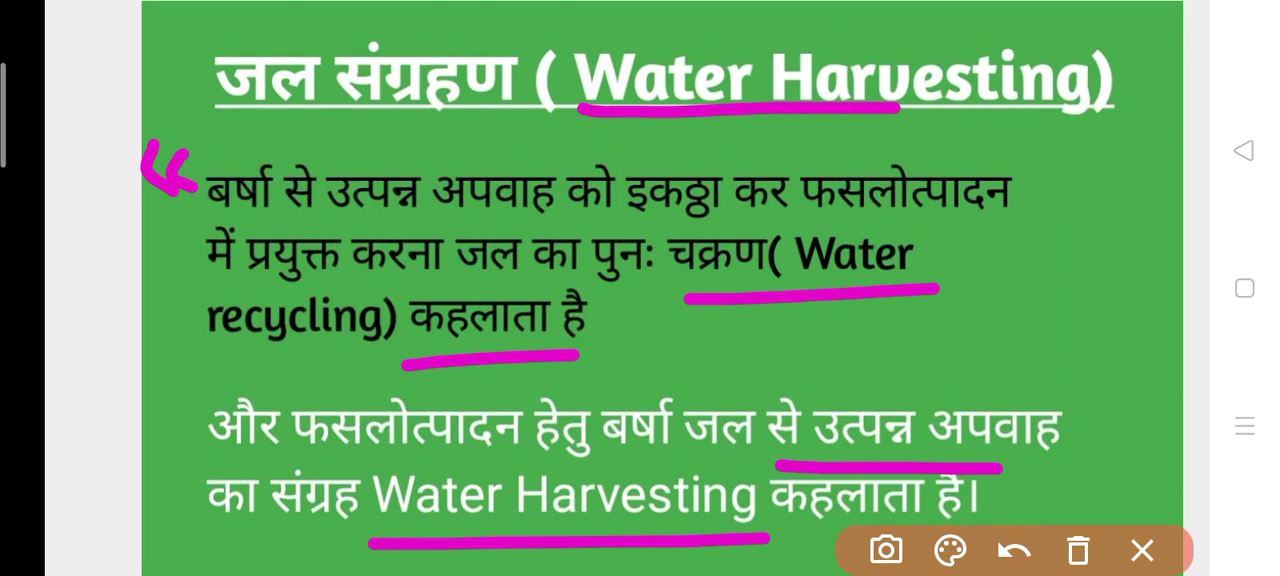 जल संग्रहण ( Water Harvesting)
बर्षा से उत्पन्न अपवाह को इकठ्ठा कर फसलोत्पादन
में प्रयुक्त करना जल का पुनः चक्रण( Water
recycling) कहलाता है
और फसलोत्पादन हेतु बर्षा जल से उत्पन्न अपवाह
का संग्रह Water Harvesting कहलाता है।